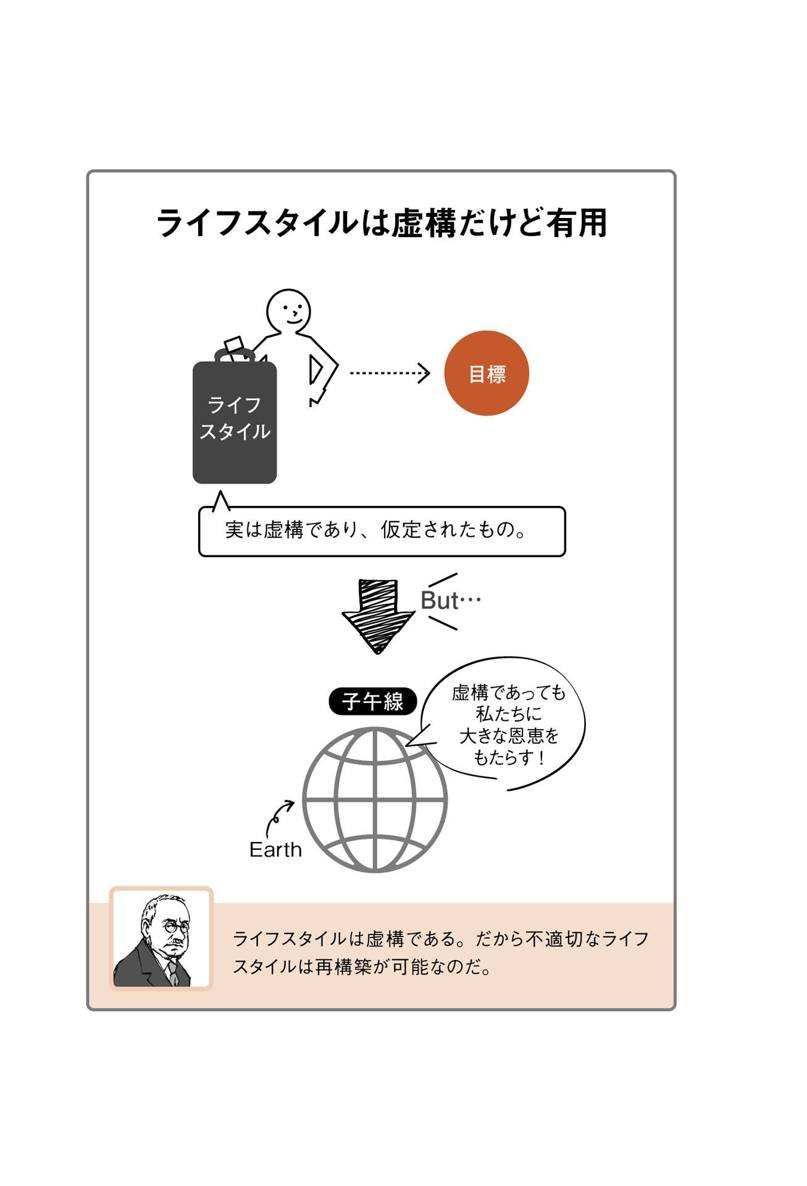 ライフスタイルは虚構だけど有用
ライフ
スタイル
目標
実は虚構であり、仮定されたもの。
But…
子午線
虚構であっても
私たちに
大きな恩恵を
もたらす！
Earth
ライフスタイルは虚構である。だから不適切なライフ
スタイルは再構築が可能なのだ。